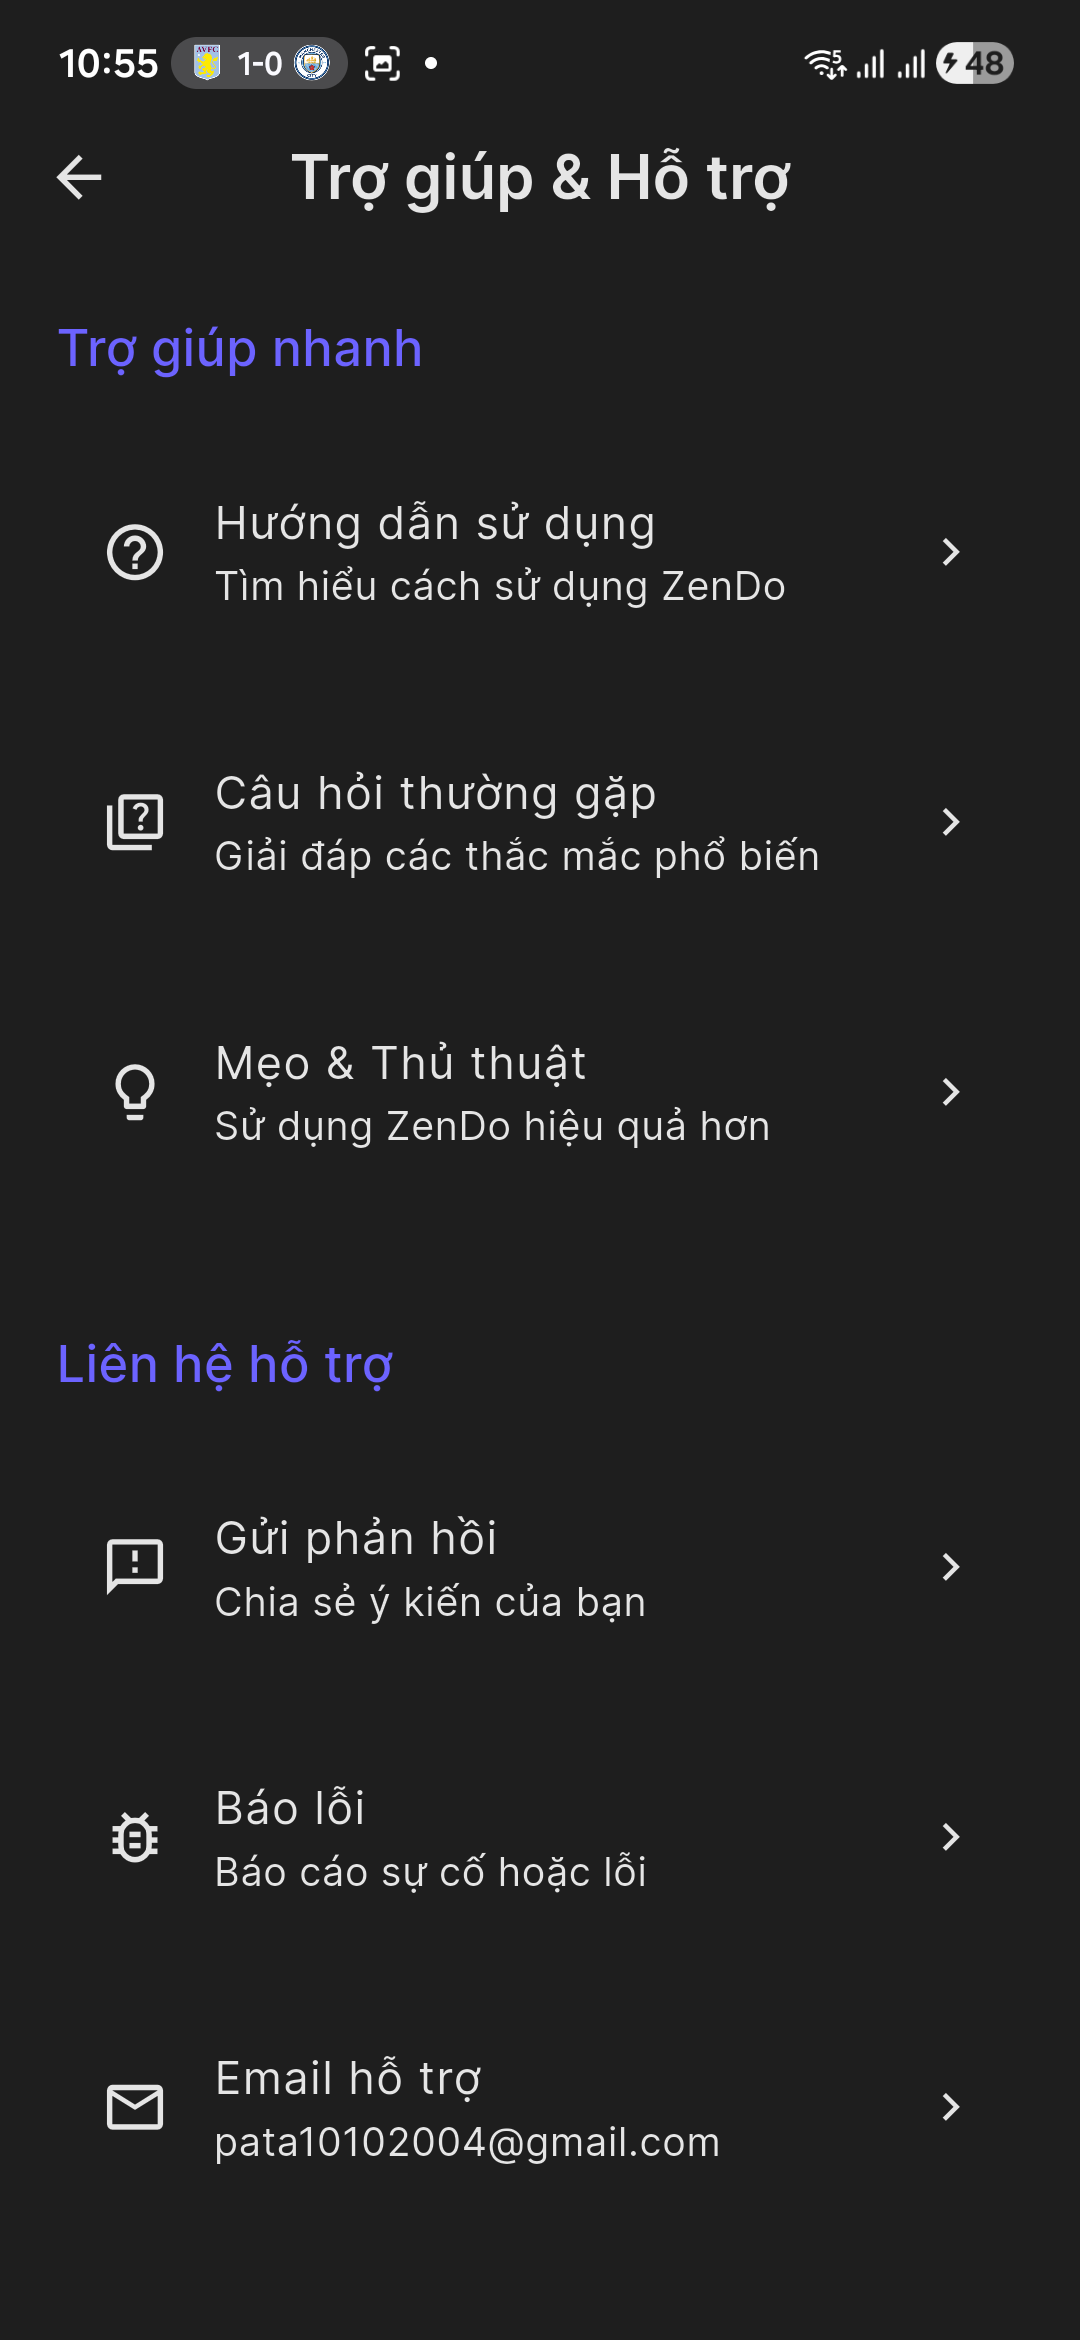 10:55 AVFC 1-0 5 48
Trợ giúp & Hỗ trợ
Trợ giúp nhanh
Hướng dẫn sử dụng
Tìm hiểu cách sử dụng ZenDo
Câu hỏi thường gặp
Giải đáp các thắc mắc phổ biến
Mẹo & Thủ thuật
Sử dụng ZenDo hiệu quả hơn
Liên hệ hỗ trợ
Gửi phản hồi
Chia sẻ ý kiến của bạn
Báo lỗi
Báo cáo sự cố hoặc lỗi
Email hỗ trợ
pata10102004@gmail.com